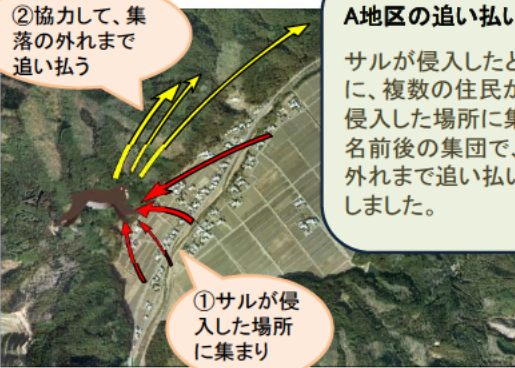 ②協力して、集
落の外れまで
追い払う
A地区の追い払い
サルが侵入したと
に、複数の住民が
侵入した場所に集
名前後の集団で、
外れまで追い払い
しました。
①サルが侵
入した場所
に集まり